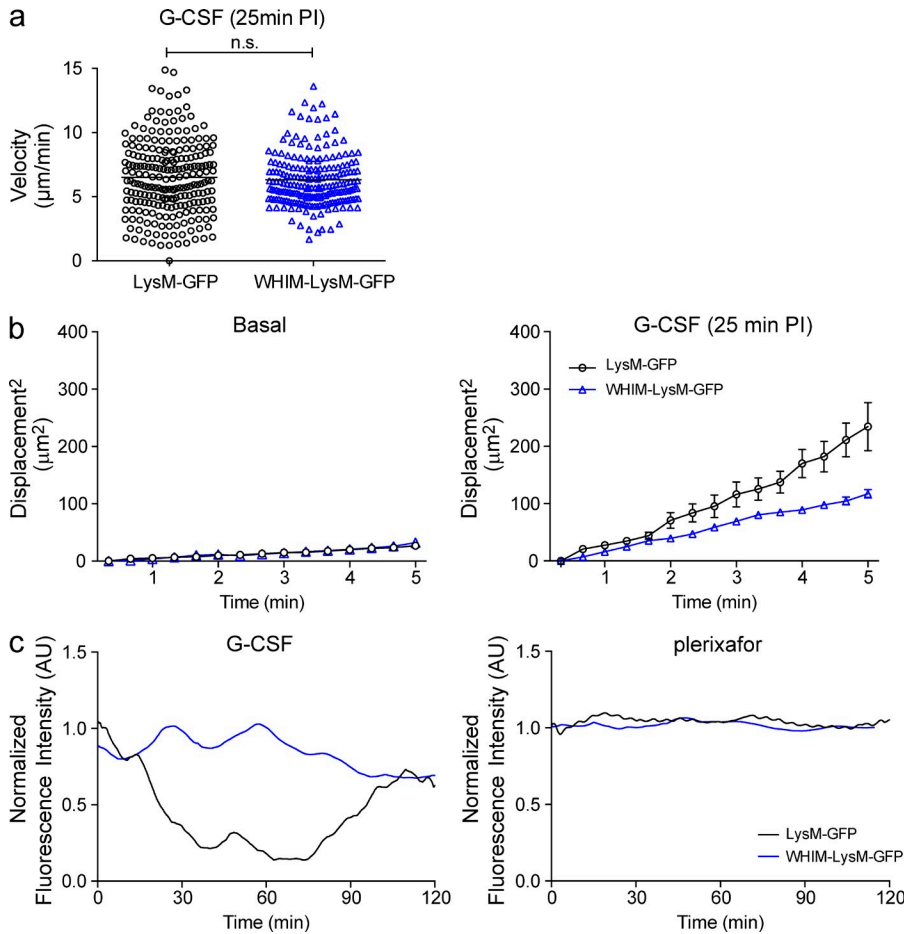 a
G-CSF (25min PI)
n.s.
Velocity
(µm/min)
15
10
5
0
LysM-GFP
WHIM-LysM-GFP
b
Basal
Displacement²
(µm²)
400
300
200
100
0
1 2 3 4 5
Time (min)
G-CSF (25 min PI)
LysM-GFP
WHIM-LysM-GFP
Displacement²
(µm²)
400
300
200
100
0
1 2 3 4 5
Time (min)
c
G-CSF
Normalized
Fluorescence Intensity (AU)
1.5
1.0
0.5
0.0
0 30 60 90 120
Time (min)
plerixafor
Normalized
Fluorescence Intensity (AU)
1.5
1.0
0.5
0.0
LysM-GFP
WHIM-LysM-GFP
0 30 60 90 120
Time (min)